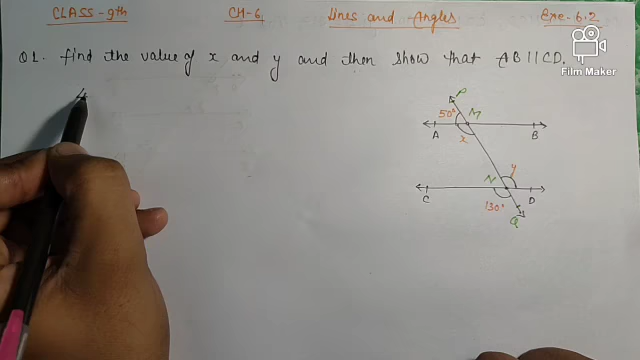 CLASS-9th CH-6 Lines and Angles Exe-6.2
Q1. Find the value of x and y and then show that AB||CD.
Film Maker
P
50° M
A x B
N y
C D
130° Q